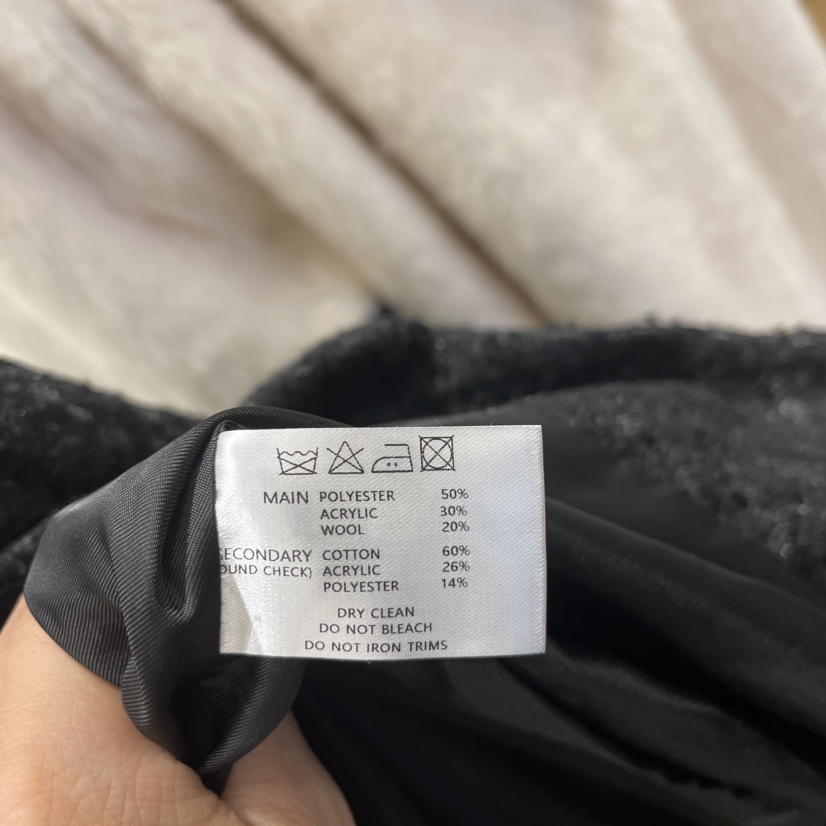 MAIN POLYESTER 50%
ACRYLIC 30%
WOOL 20%
SECONDARY COTTON 60%
OUND CHECK) ACRYLIC 26%
POLYESTER 14%
DRY CLEAN
DO NOT BLEACH
DO NOT IRON TRIMS